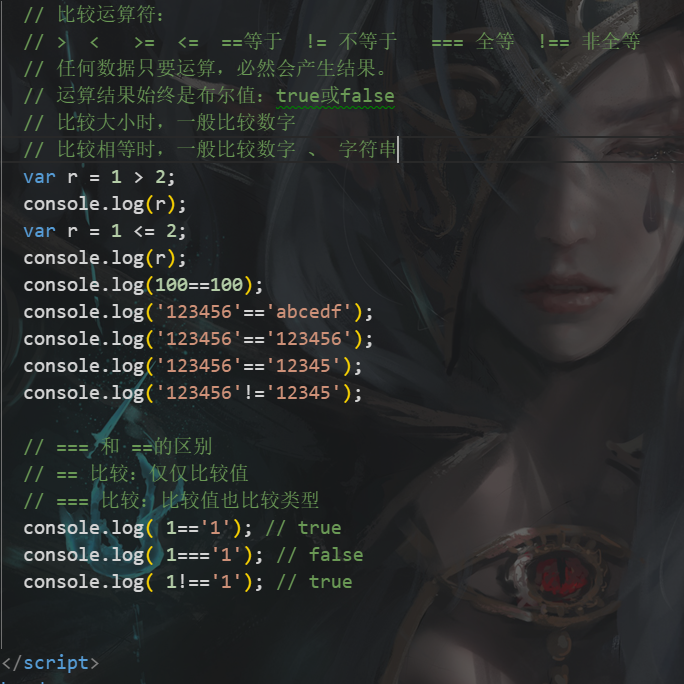 // 比较运算符：
// >  <   >=  <=  ==等于  != 不等于   === 全等  !== 非全等
// 任何数据只要运算，必然会产生结果。
// 运算结果始终是布尔值：true或false
// 比较大小时，一般比较数字
// 比较相等时，一般比较数字 、 字符串
var r = 1 > 2;
console.log(r);
var r = 1 <= 2;
console.log(r);
console.log(100==100);
console.log('123456'=='abcedf');
console.log('123456'=='123456');
console.log('123456'=='12345');
console.log('123456'!='12345');
// === 和 ==的区别
// == 比较：仅仅比较值
// === 比较：比较值也比较类型
console.log( 1=='1'); // true
console.log( 1==='1'); // false
console.log( 1!=='1'); // true
</script>